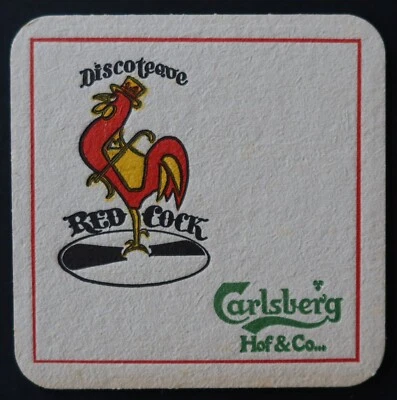 Discoteque
RED COCK
Carlsberg
Hof & Co...